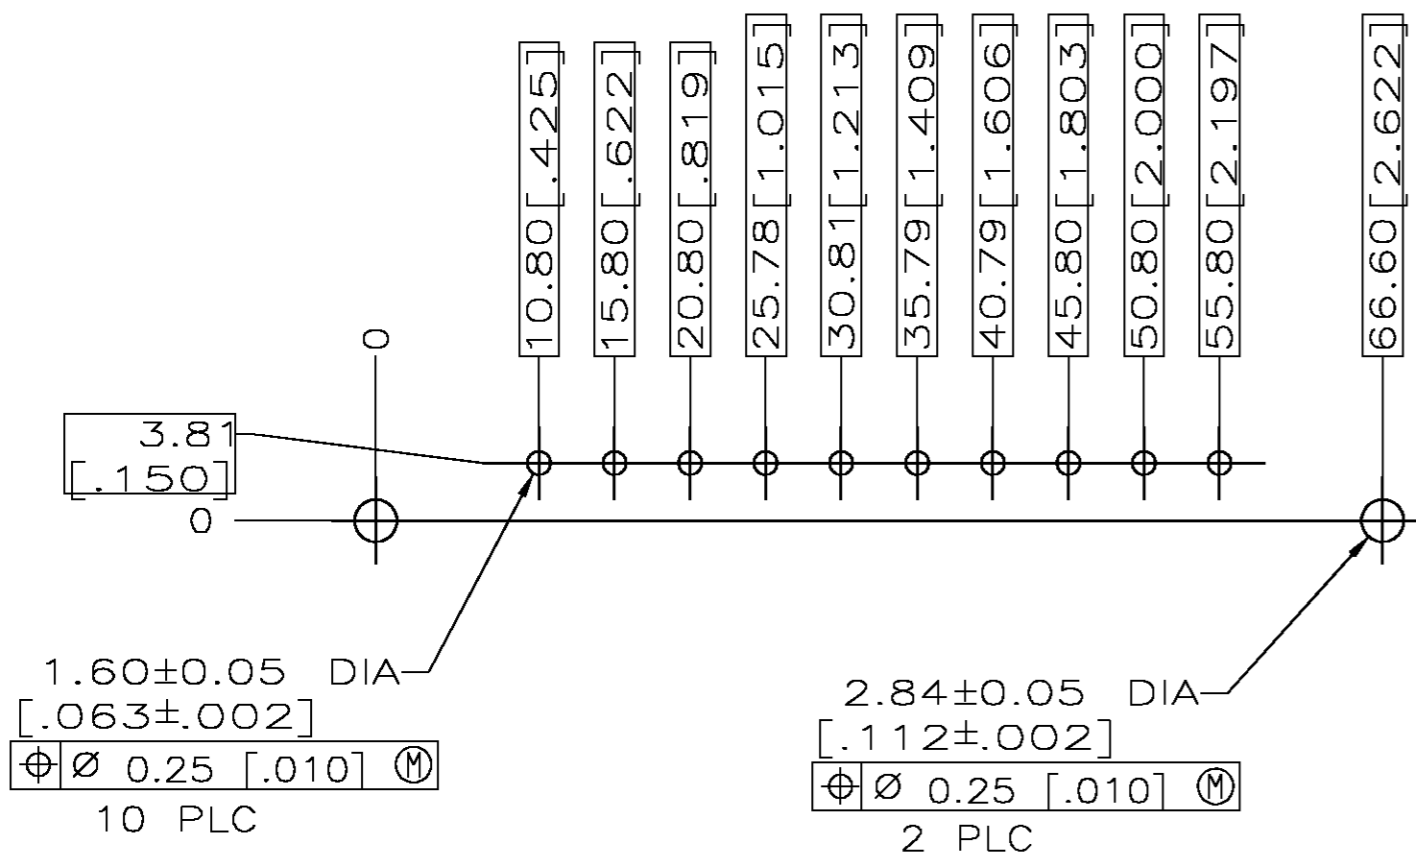 10.80[.425]
15.80[.622]
20.80[.819]
25.78[1.015]
30.81[1.213]
35.79[1.409]
40.79[1.606]
45.80[1.803]
50.80[2.000]
55.80[2.197]
66.60[2.622]
0
3.81
[.150]
0
1.60±0.05 DIA
[.063±.002]
⌖ ⌀ 0.25 [.010] Ⓜ
10 PLC
2.84±0.05 DIA
[.112±.002]
⌖ ⌀ 0.25 [.010] Ⓜ
2 PLC